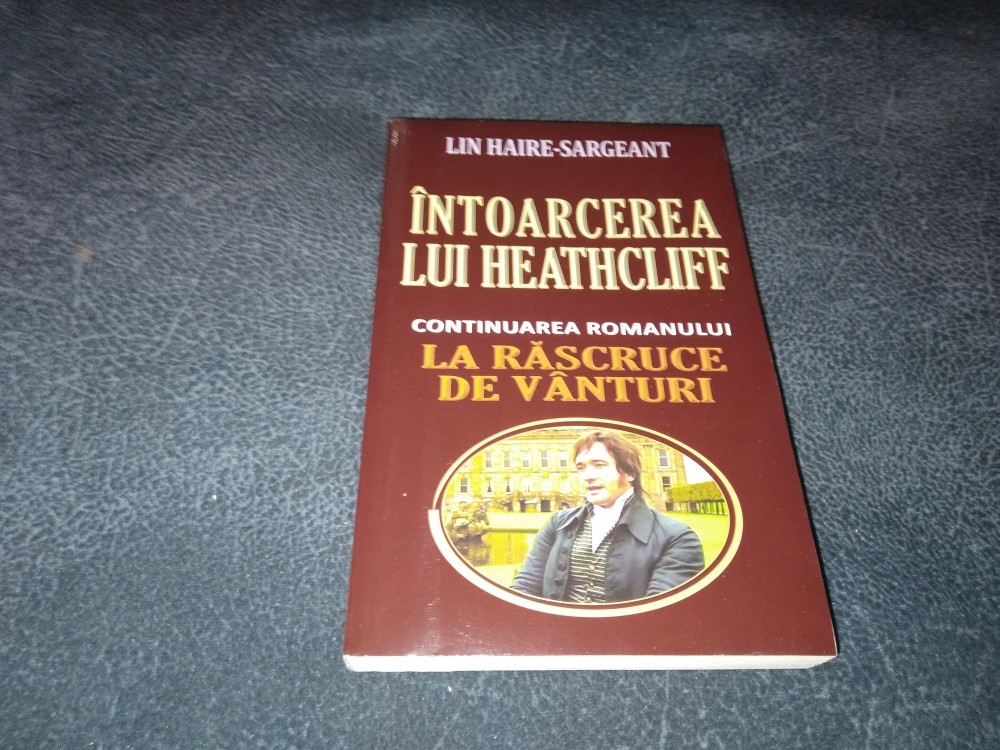 LIN HAIRE-SARGEANT
ÎNTOARCEREA
LUI HEATHCLIFF
CONTINUAREA ROMANULUI
LA RĂSCRUCE
DE VÂNTURI